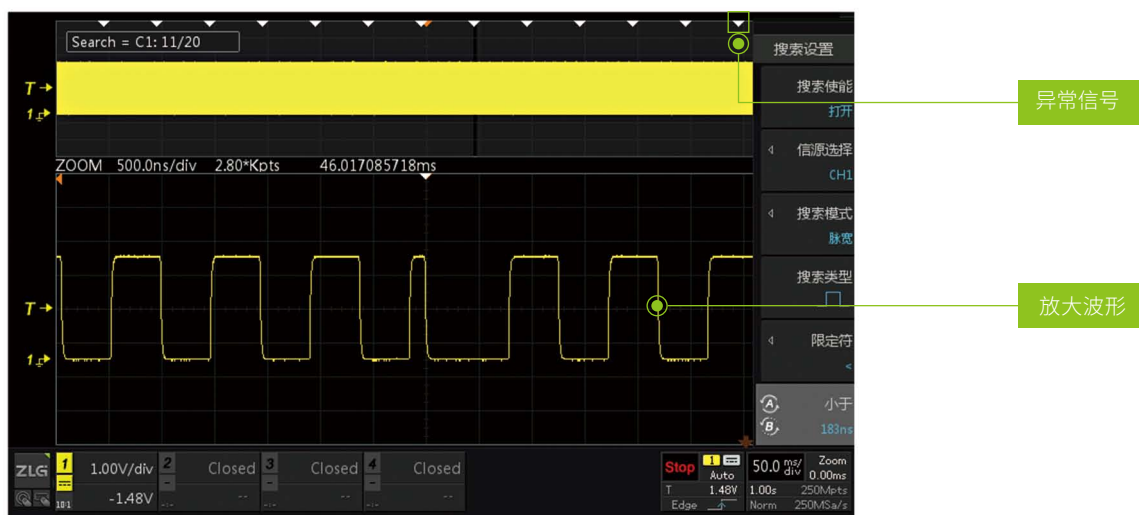 Search = C1: 11/20
搜索设置
搜索使能
打开
异常信号
T
1
信源选择
CH1
ZOOM 500.0ns/div 2.80*Kpts 46.017085718ms
搜索模式
脉宽
搜索类型
T
放大波形
限定符
<
1
A
小于
B
183ns
ZLG
1 1.00V/div 2 Closed 3 Closed 4 Closed
Stop 1 Auto 50.0 ms/div Zoom 0.00ms
10:1 -1.48V -- -- --
T 1.48V 1.00s 250Mpts
Edge Norm 250MSa/s